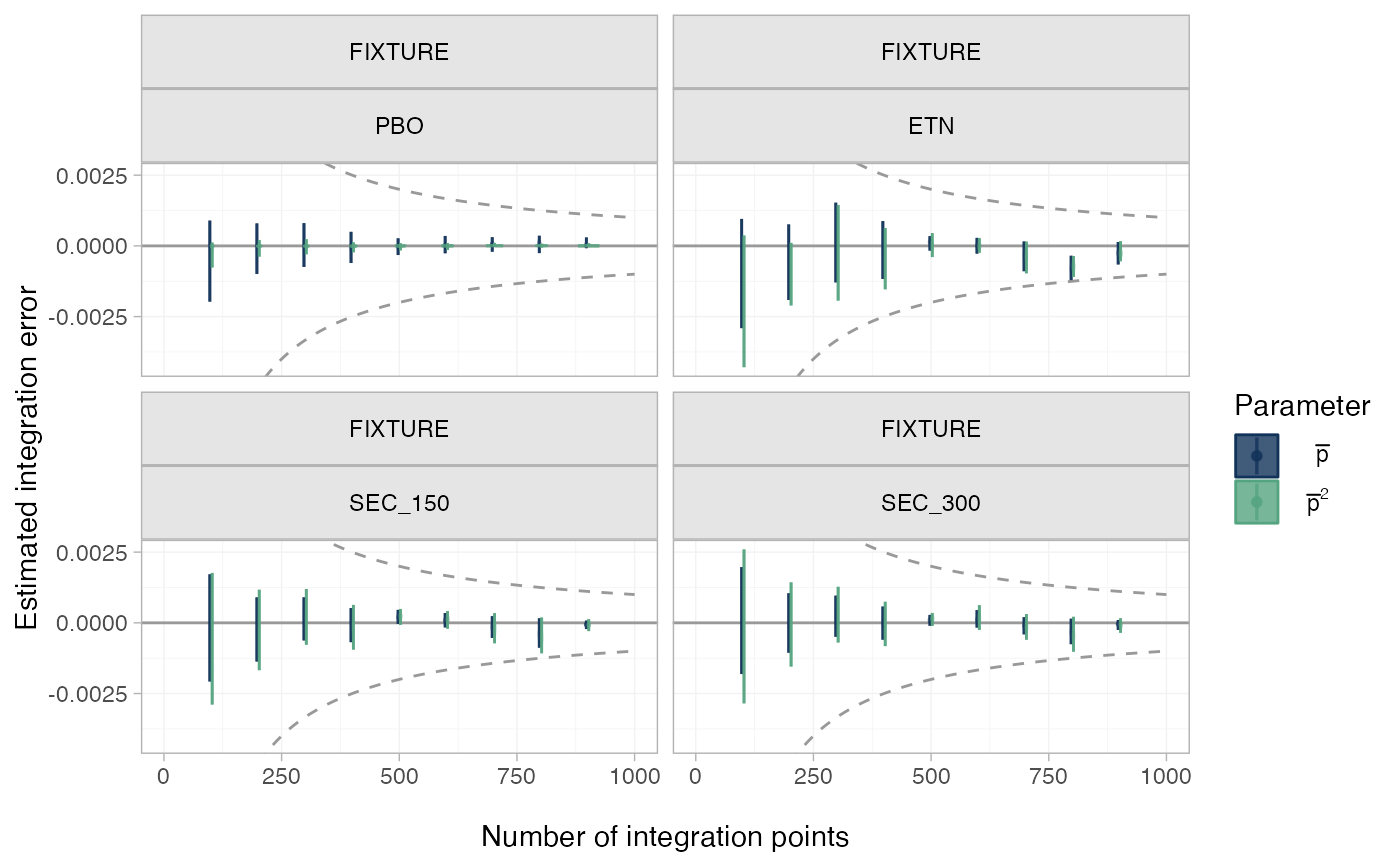 FIXTURE
FIXTURE
PBO
ETN
0.0025
0.0000
-0.0025
FIXTURE
FIXTURE
SEC_150
SEC_300
0.0025
0.0000
-0.0025
0 250 500 750 1000
0 250 500 750 1000
Number of integration points
Estimated integration error
Parameter
p̅
p̅²